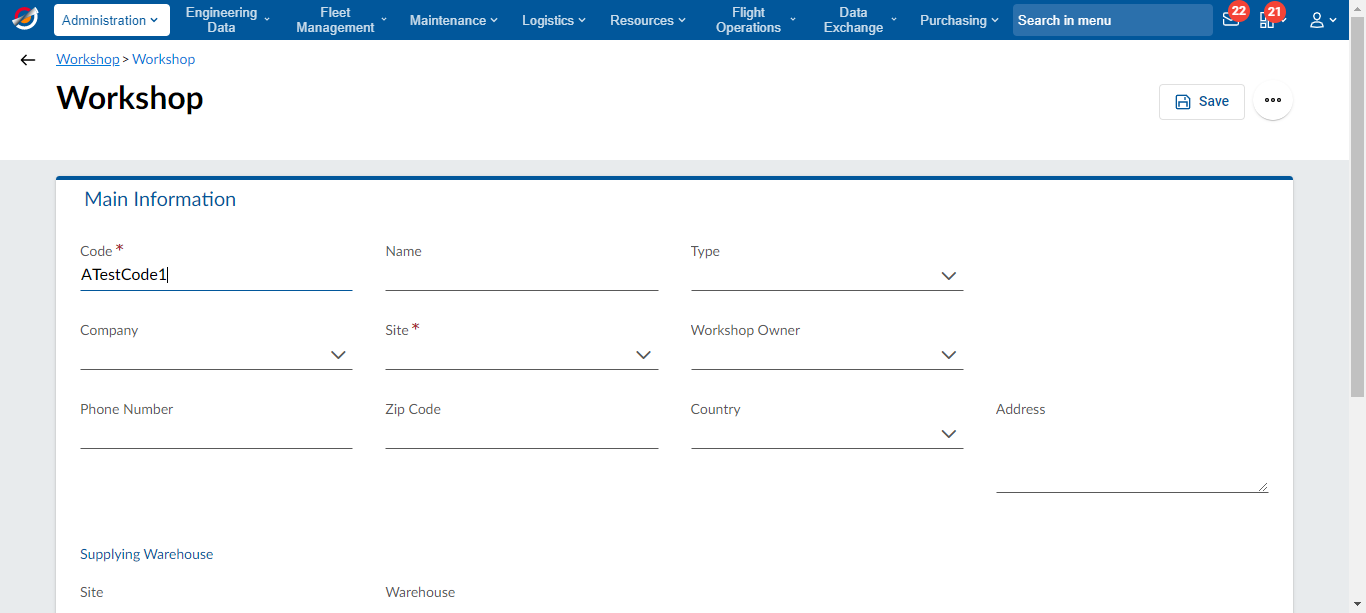 Administration
Engineering
Data
Fleet
Management
Maintenance
Logistics
Resources
Flight
Operations
Data
Exchange
Purchasing
Search in menu
22
21
Workshop > Workshop
Workshop
Save
Main Information
Code *
Name
Type
ATestCode1
Company
Site *
Workshop Owner
Phone Number
Zip Code
Country
Address
Supplying Warehouse
Site
Warehouse